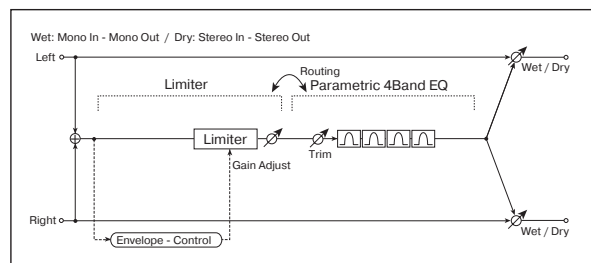 Wet: Mono In - Mono Out / Dry: Stereo In - Stereo Out
Left
Wet / Dry
Routing
Limiter
Parametric 4Band EQ
Limiter
Gain Adjust
Trim
Right
Wet / Dry
Envelope - Control